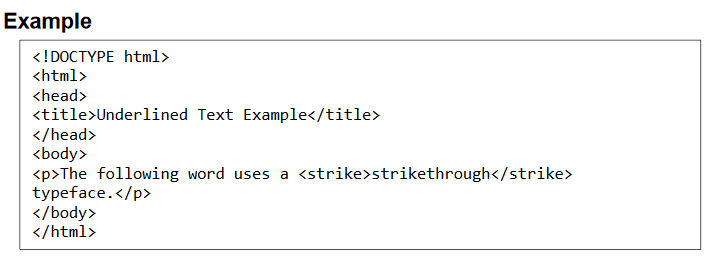 Example
<!DOCTYPE html>
<html>
<head>
<title>Underlined Text Example</title>
</head>
<body>
<p>The following word uses a <strike>strikethrough</strike>
typeface.</p>
</body>
</html>